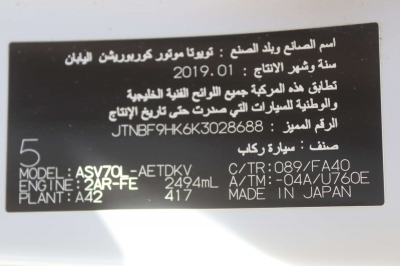 اسم الصانع وبلد الصنع : تويوتا موتور كوربوريشن اليابان
سنة وشهر الانتاج : 2019.01
تطابق هذه المركبة جميع اللوائح الفنية الخليجية
والوطنية للسيارات التي صدرت حتى تاريخ الإنتاج
الرقم المميز : JTNBF9HK6K3028688
صنف : سيارة ركاب
5
MODEL: ASV70L-AETDKV C/TR: 089/FA40
ENGINE: 2AR-FE 2494mL A/TM: -04A/U760E
PLANT: A42 417 MADE IN JAPAN